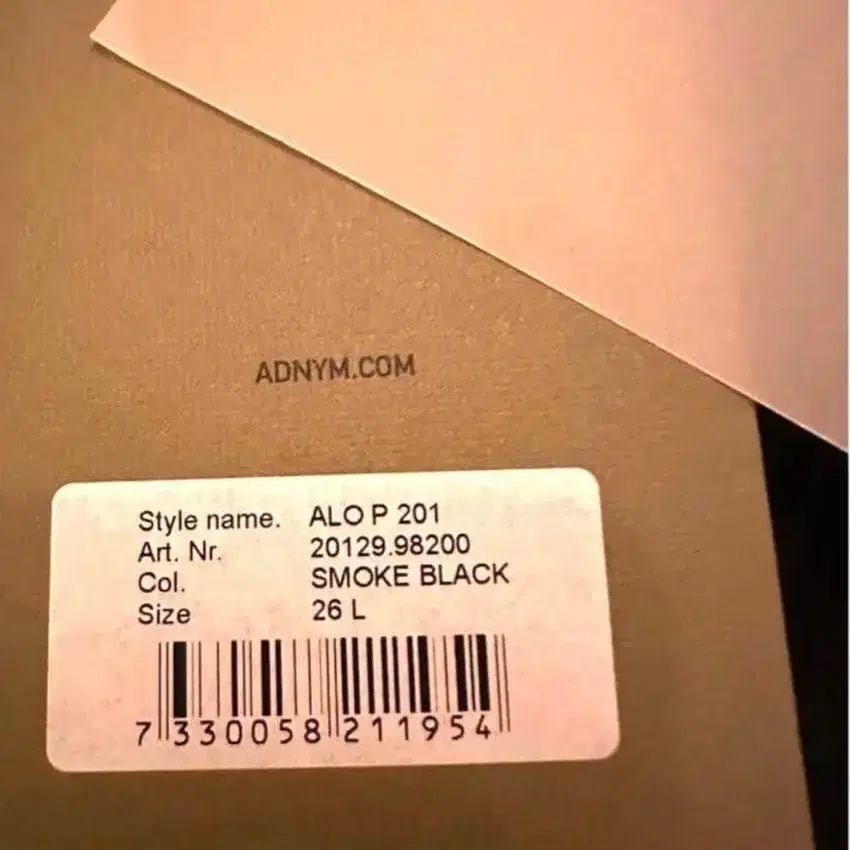 ADNYM.COM
Style name. ALO P 201
Art. Nr. 20129.98200
Col. SMOKE BLACK
Size 26 L
7 330058 211954